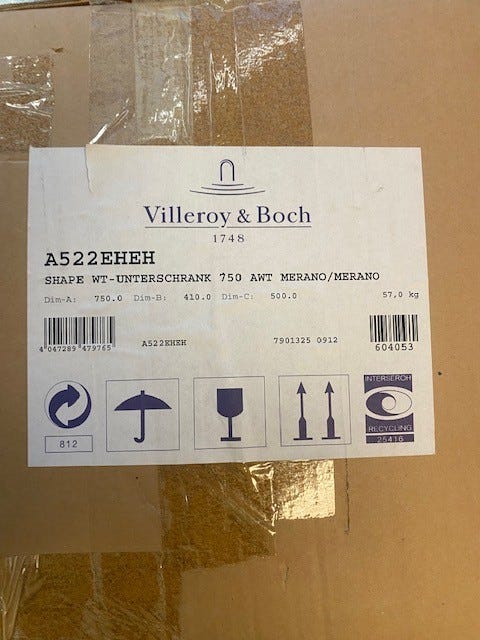 Villeroy & Boch
1748
A522EHEH
SHAPE WT-UNTERSCHRANK 750 AWT MERANO/MERANO
Dim-A: 750.0 Dim-B: 410.0 Dim-C: 500.0 57,0 kg
4 047289 479765 A522EHEH 7901325 0912 604053
812
INTERSEROH
RECYCLING
25416